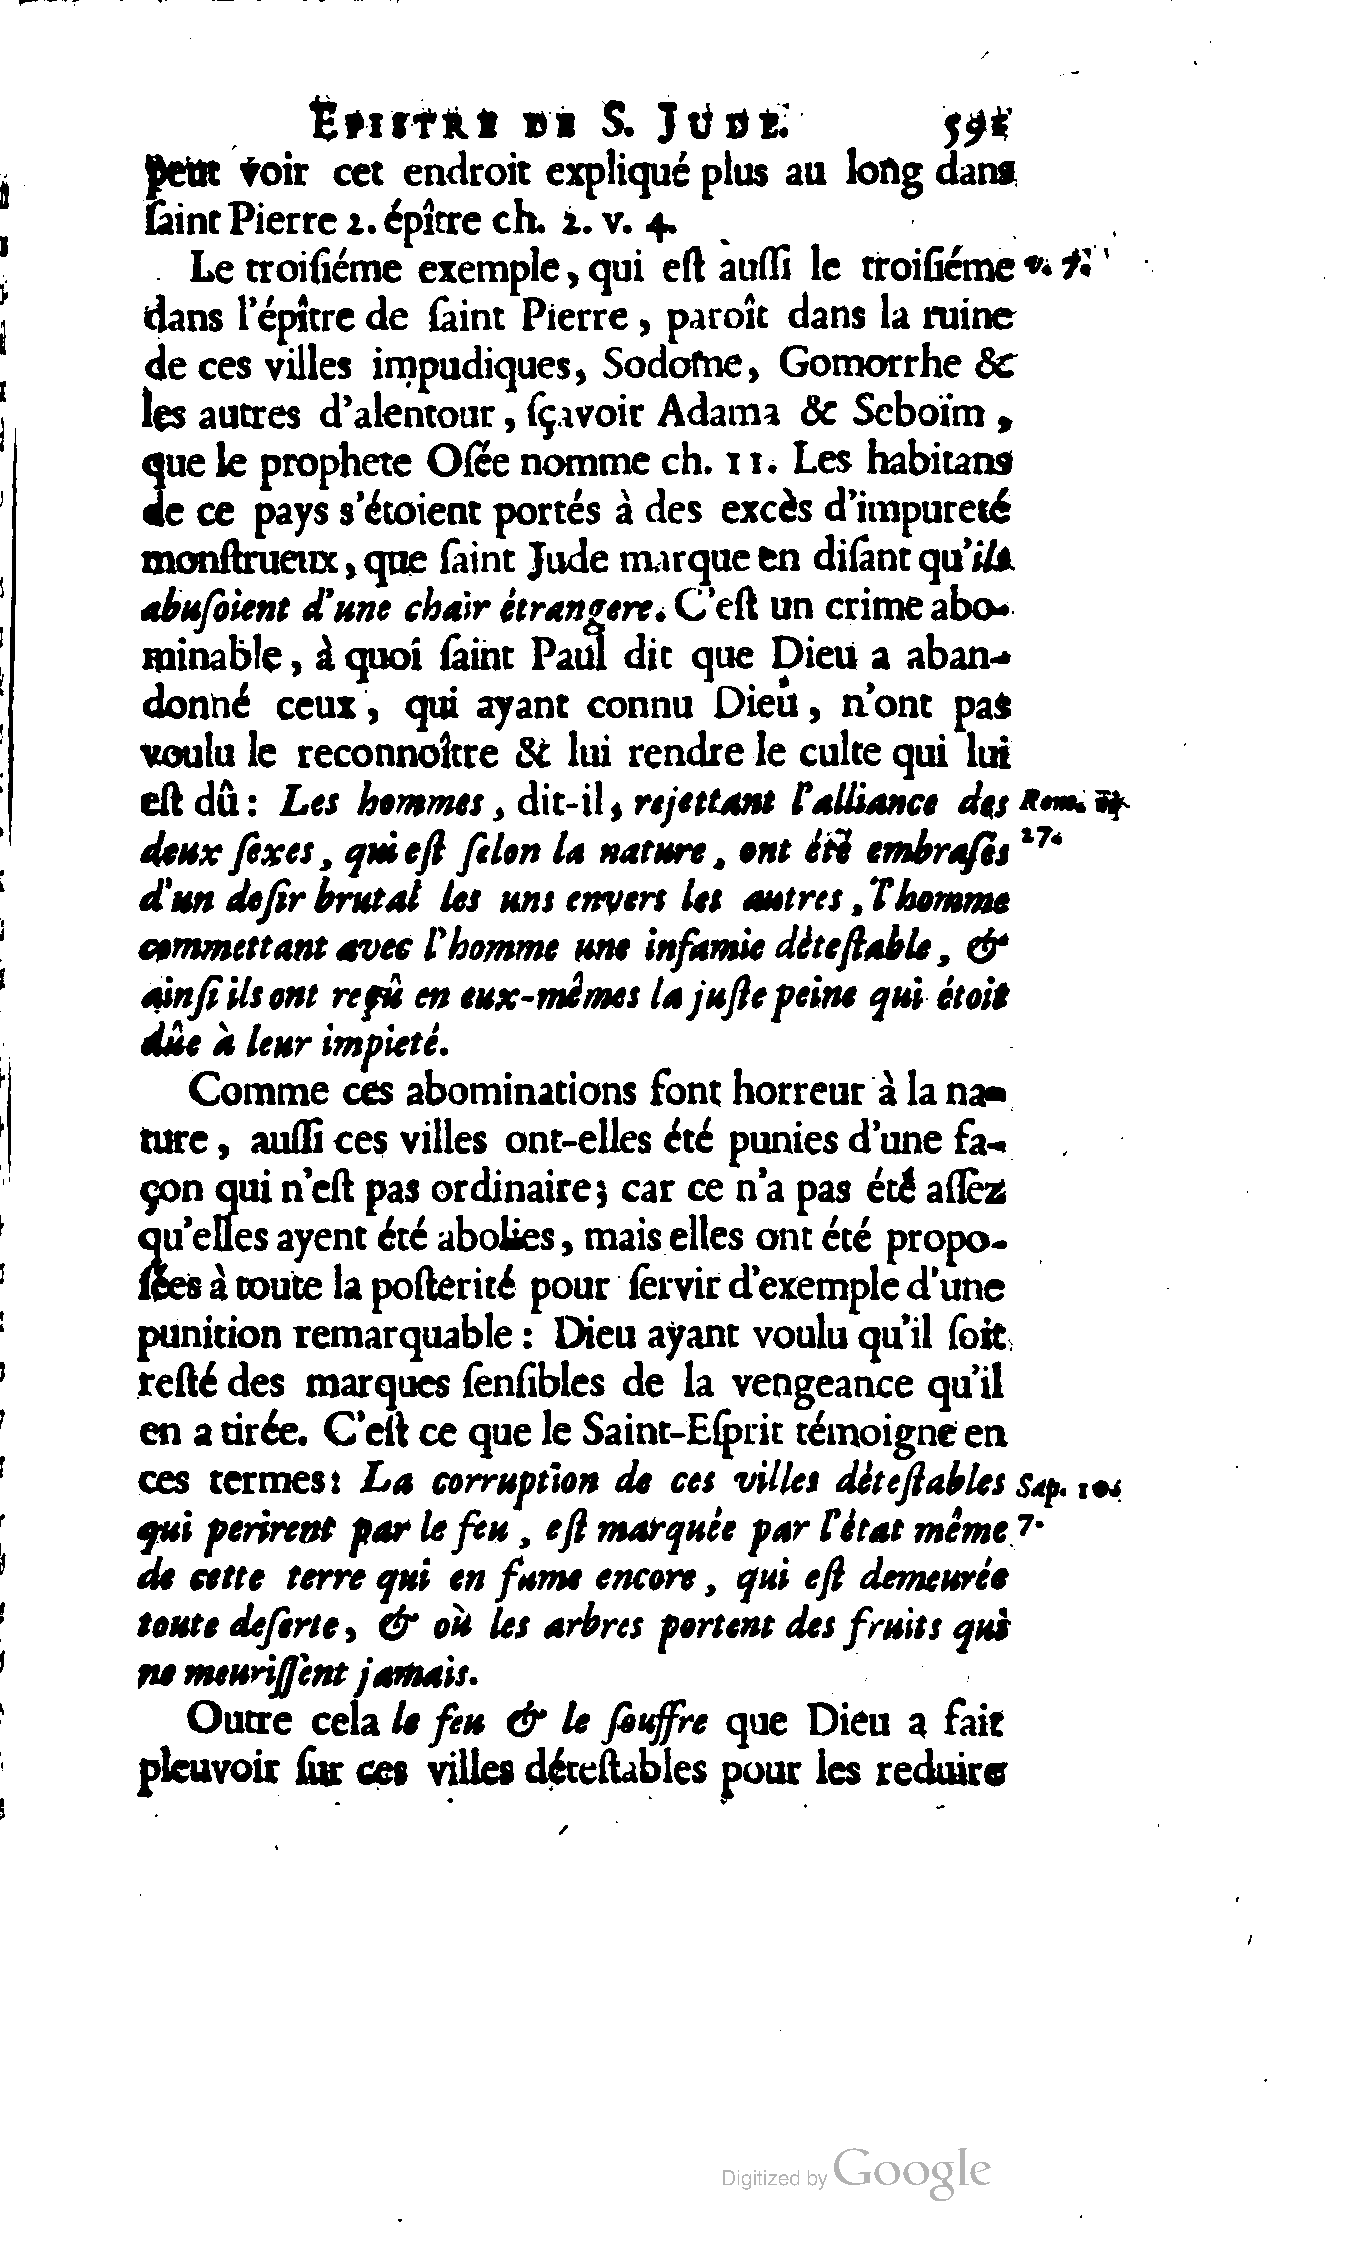 EPISTRE DE S. JUDE. 591
peut voir cet endroit expliqué plus au long dans
ſaint Pierre 2. épître ch. 2. v. 4.
Le troiſiéme exemple, qui eſt auſſi le troiſiéme v. 7.
dans l'épître de ſaint Pierre, paroît dans la ruine
de ces villes impudiques, Sodome, Gomorrhe &
les autres d'alentour, ſçavoir Adama & Seboïm,
que le prophete Oſée nomme ch. 11. Les habitans
de ce pays s'étoient portés à des excès d'impureté
monſtrueux, que ſaint Jude marque en diſant qu'ils
abuſoient d'une chair étrangere. C'eſt un crime abo-
minable, à quoi ſaint Paul dit que Dieu a aban-
donné ceux, qui ayant connu Dieu, n'ont pas
voulu le reconnoître & lui rendre le culte qui lui
eſt dû: Les hommes, dit-il, rejettant l'alliance des Rom.
deux ſexes, qui eſt ſelon la nature, ont été embraſés 27.
d'un deſir brutal les uns envers les autres, l'homme
commettant avec l'homme une infamie déteſtable, &
ainſi ils ont reçû en eux-mêmes la juſte peine qui étoit
dûe à leur impieté.
Comme ces abominations font horreur à la na-
ture, auſſi ces villes ont-elles été punies d'une fa-
çon qui n'eſt pas ordinaire; car ce n'a pas été aſſez
qu'elles ayent été abolies, mais elles ont été propo-
ſées à toute la poſterité pour ſervir d'exemple d'une
punition remarquable: Dieu ayant voulu qu'il ſoit
reſté des marques ſenſibles de la vengeance qu'il
en a tirée. C'eſt ce que le Saint-Eſprit témoigne en
ces termes: La corruption de ces villes déteſtables Sap. 10.
qui perirent par le feu, eſt marquée par l'état même 7.
de cette terre qui en fume encore, qui eſt demeurée
toute deſerte, & où les arbres portent des fruits qui
ne meuriſſent jamais.
Outre cela le feu & le ſouffre que Dieu a fait
pleuvoir ſur ces villes déteſtables pour les reduire
Digitized by Google